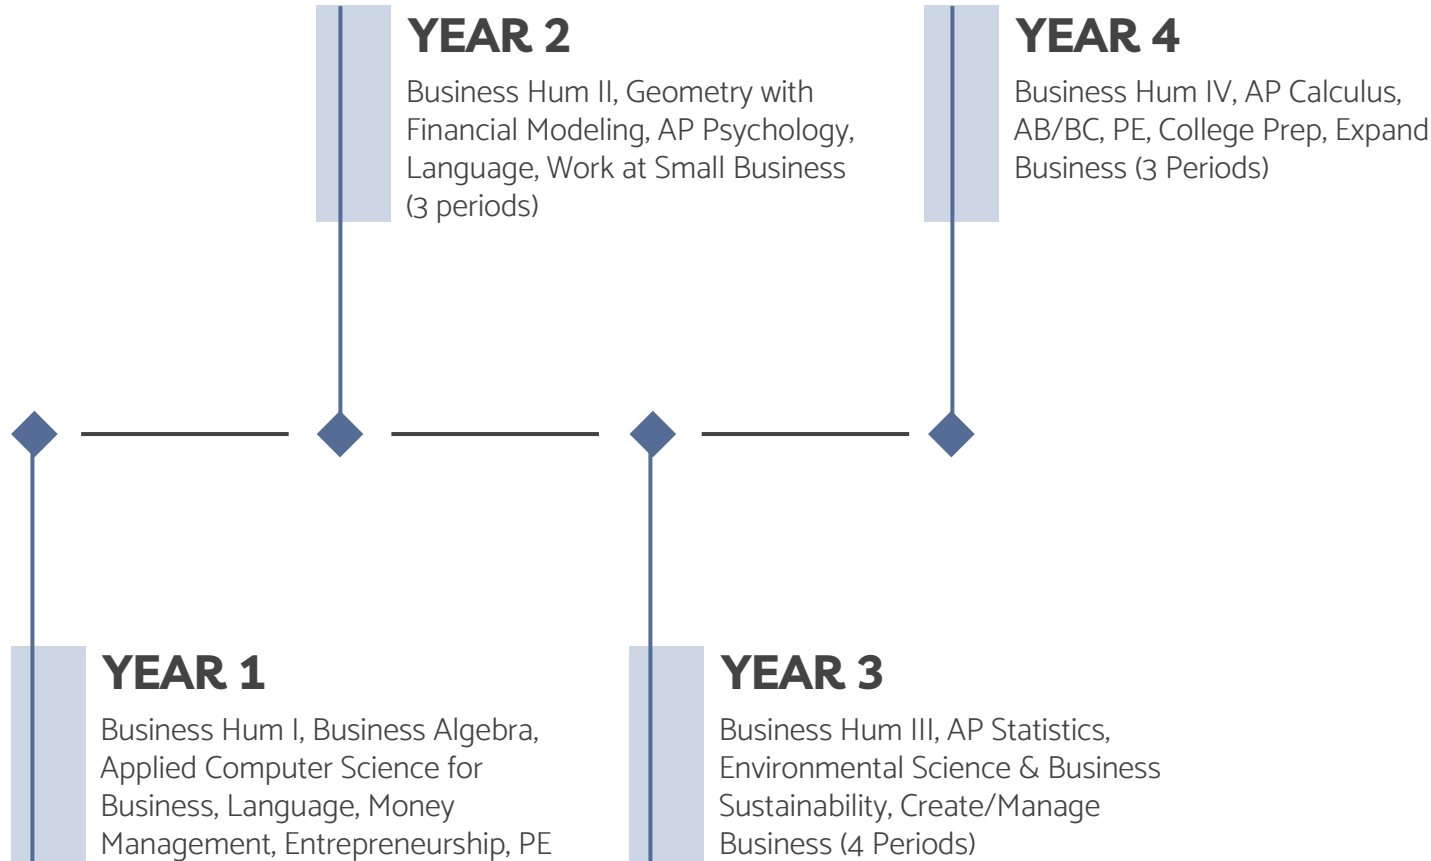 YEAR 2
Business Hum II, Geometry with
Financial Modeling, AP Psychology,
Language, Work at Small Business
(3 periods)
YEAR 4
Business Hum IV, AP Calculus,
AB/BC, PE, College Prep, Expand
Business (3 Periods)
YEAR 1
Business Hum I, Business Algebra,
Applied Computer Science for
Business, Language, Money
Management, Entrepreneurship, PE
YEAR 3
Business Hum III, AP Statistics,
Environmental Science & Business
Sustainability, Create/Manage
Business (4 Periods)